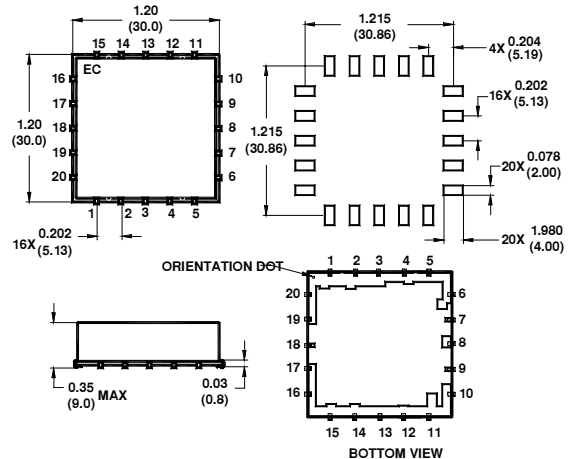 1.20
(30.0)
15 14 13 12 11
EC
16
17
18
19
20
10
9
8
7
6
1.20
(30.0)
1 2 3 4 5
16X 0.202
(5.13)
1.215
(30.86)
4X 0.204
(5.19)
16X 0.202
(5.13)
1.215
(30.86)
20X 0.078
(2.00)
20X 1.980
(4.00)
ORIENTATION DOT
1 2 3 4 5
20
19
18
17
16
6
7
8
9
10
15 14 13 12 11
BOTTOM VIEW
0.35 MAX
(9.0)
0.03
(0.8)